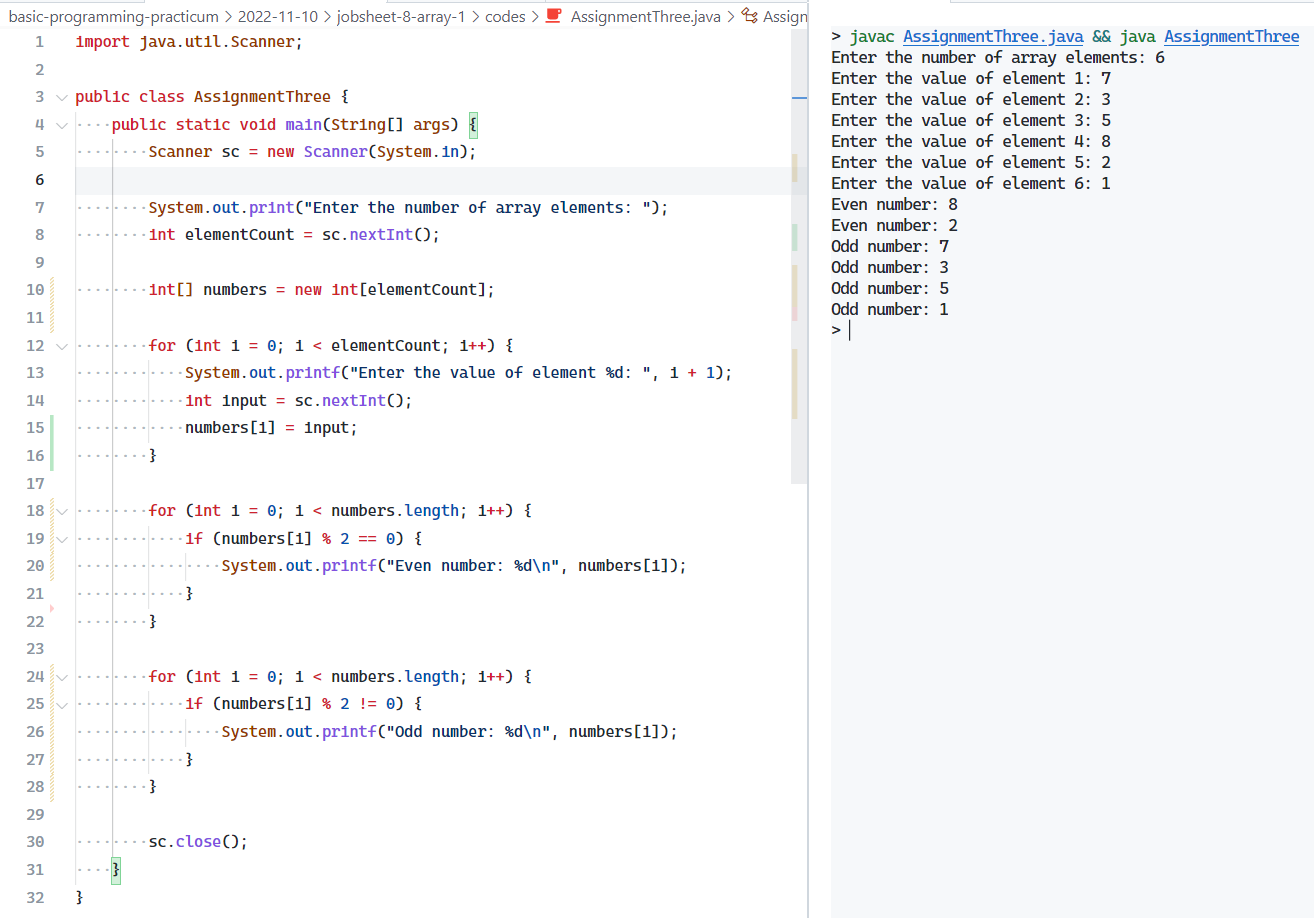 basic-programming-practicum > 2022-11-10 > jobsheet-8-array-1 > codes > AssignmentThree.java > Assign
1 import java.util.Scanner;
2
3 public class AssignmentThree {
4 ····public static void main(String[] args) {
5 ········Scanner sc = new Scanner(System.in);
6
7 ········System.out.print("Enter the number of array elements: ");
8 ········int elementCount = sc.nextInt();
9
10 ········int[] numbers = new int[elementCount];
11
12 ········for (int i = 0; i < elementCount; i++) {
13 ············System.out.printf("Enter the value of element %d: ", i + 1);
14 ············int input = sc.nextInt();
15 ············numbers[i] = input;
16 ········}
17
18 ········for (int i = 0; i < numbers.length; i++) {
19 ············if (numbers[i] % 2 == 0) {
20 ················System.out.printf("Even number: %d\n", numbers[i]);
21 ············}
22 ········}
23
24 ········for (int i = 0; i < numbers.length; i++) {
25 ············if (numbers[i] % 2 != 0) {
26 ················System.out.printf("Odd number: %d\n", numbers[i]);
27 ············}
28 ········}
29
30 ········sc.close();
31 ····}
32 }
> javac AssignmentThree.java && java AssignmentThree
Enter the number of array elements: 6
Enter the value of element 1: 7
Enter the value of element 2: 3
Enter the value of element 3: 5
Enter the value of element 4: 8
Enter the value of element 5: 2
Enter the value of element 6: 1
Even number: 8
Even number: 2
Odd number: 7
Odd number: 3
Odd number: 5
Odd number: 1
>